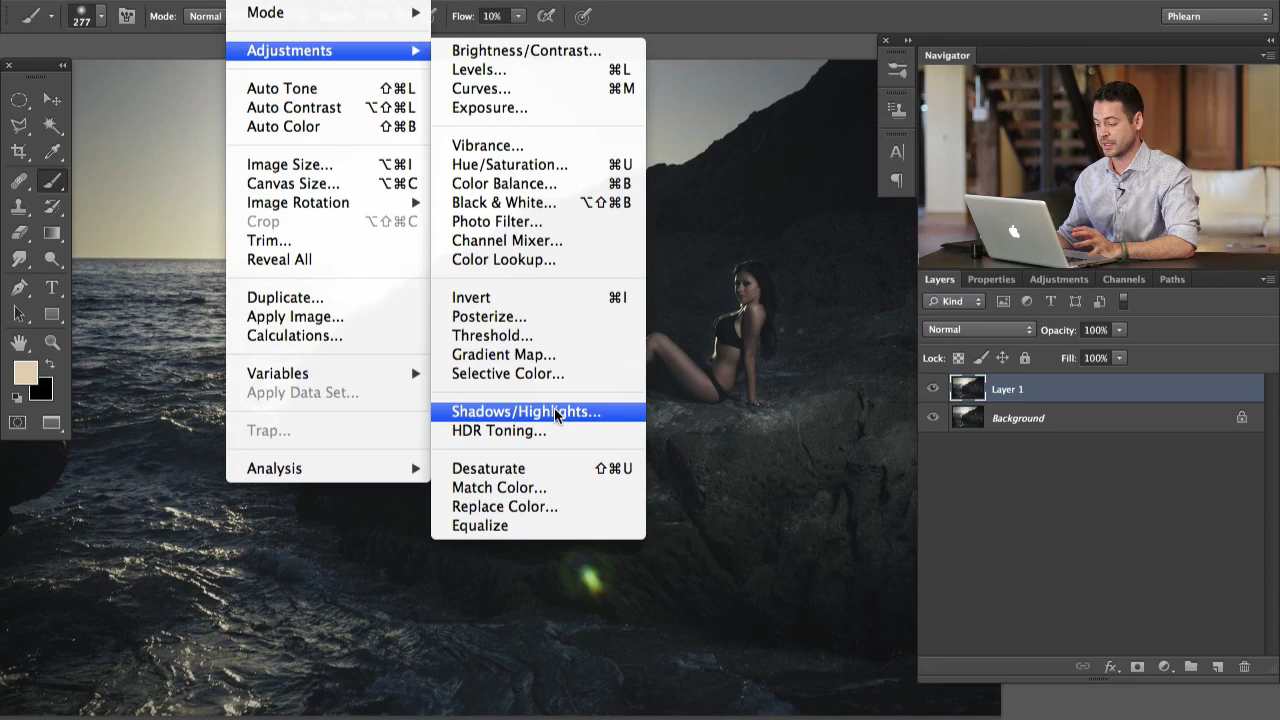 277
Mode:
Normal
Flow:
10%
Phlearn
Mode
Adjustments
Auto Tone ⇧⌘L
Auto Contrast ⌥⇧⌘L
Auto Color ⇧⌘B
Image Size... ⌥⌘I
Canvas Size... ⌥⌘C
Image Rotation
Crop ⌥⇧⌘C
Trim...
Reveal All
Duplicate...
Apply Image...
Calculations...
Variables
Apply Data Set...
Trap...
Analysis
Brightness/Contrast...
Levels... ⌘L
Curves... ⌘M
Exposure...
Vibrance...
Hue/Saturation... ⌘U
Color Balance... ⌘B
Black & White... ⌥⇧⌘B
Photo Filter...
Channel Mixer...
Color Lookup...
Invert ⌘I
Posterize...
Threshold...
Gradient Map...
Selective Color...
Shadows/Highlights...
HDR Toning...
Desaturate ⇧⌘U
Match Color...
Replace Color...
Equalize
Navigator
Layers Properties Adjustments Channels Paths
Kind
Normal Opacity: 100%
Lock: Fill: 100%
Layer 1
Background